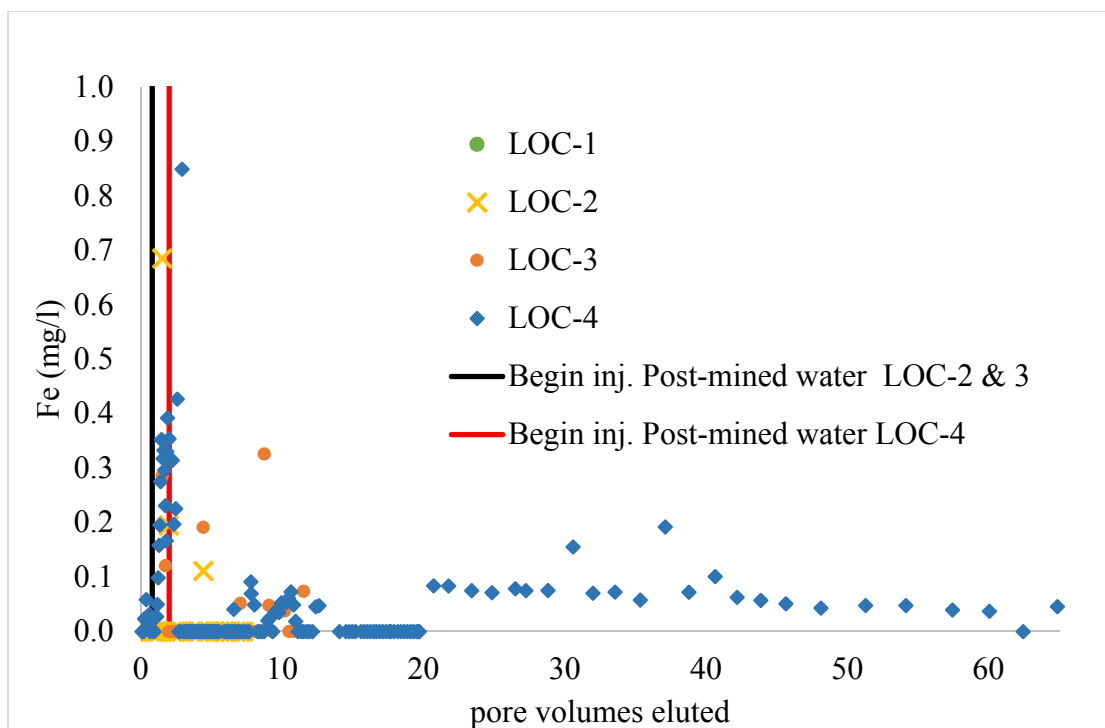 1.0
0.9
0.8
0.7
0.6
0.5
0.4
0.3
0.2
0.1
0.0
Fe (mg/l)
LOC-1
LOC-2
LOC-3
LOC-4
Begin inj. Post-mined water LOC-2 & 3
Begin inj. Post-mined water LOC-4
0 10 20 30 40 50 60
pore volumes eluted